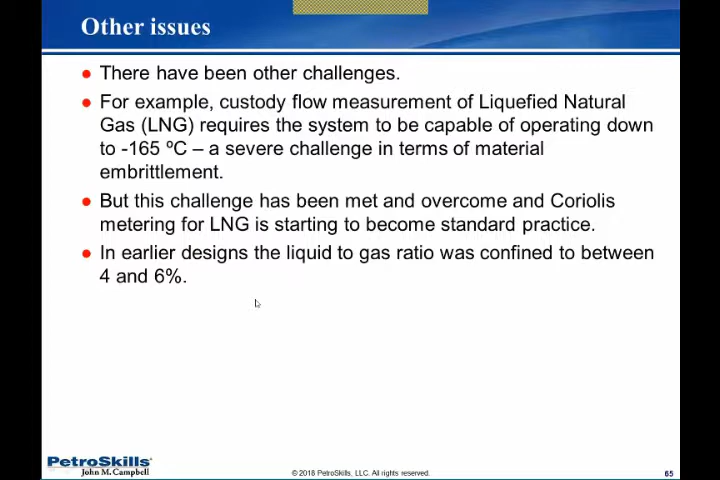 Other issues
There have been other challenges.
For example, custody flow measurement of Liquefied Natural
Gas (LNG) requires the system to be capable of operating down
to -165 ºC – a severe challenge in terms of material
embrittlement.
But this challenge has been met and overcome and Coriolis
metering for LNG is starting to become standard practice.
In earlier designs the liquid to gas ratio was confined to between
4 and 6%.
PetroSkills
John M. Campbell
© 2018 PetroSkills, LLC. All rights reserved.
65